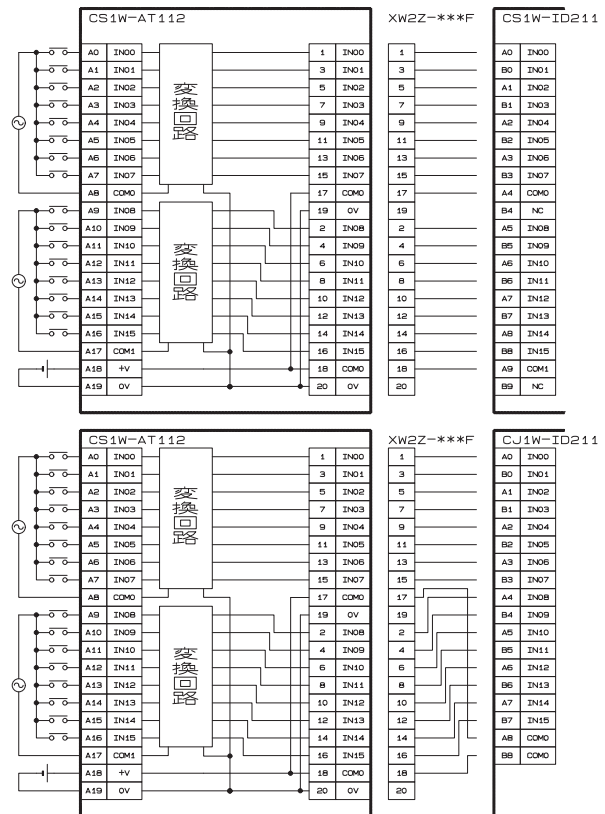 CS1W-AT112 XW2Z-***F CS1W-ID211
A0 IN00 1 IN00 1 A0 IN00
A1 IN01 3 IN01 3 B0 IN01
A2 IN02 5 IN02 5 A1 IN02
A3 IN03 7 IN03 7 B1 IN03
A4 IN04 9 IN04 9 A2 IN04
A5 IN05 11 IN05 11 B2 IN05
A6 IN06 13 IN06 13 A3 IN06
A7 IN07 15 IN07 15 B3 IN07
A8 COM0 17 COM0 17 A4 COM0
変換回路
A9 IN08 19 0V 19 B4 NC
A10 IN09 2 IN08 2 A5 IN08
A11 IN10 4 IN09 4 B5 IN09
A12 IN11 6 IN10 6 A6 IN10
A13 IN12 8 IN11 8 B6 IN11
A14 IN13 10 IN12 10 A7 IN12
A15 IN14 12 IN13 12 B7 IN13
A16 IN15 14 IN14 14 A8 IN14
A17 COM1 16 IN15 16 B8 IN15
A18 +V 18 COM0 18 A9 COM1
A19 0V 20 0V 20 B9 NC
変換回路
CS1W-AT112 XW2Z-***F CJ1W-ID211
A0 IN00 1 IN00 1 A0 IN00
A1 IN01 3 IN01 3 B0 IN01
A2 IN02 5 IN02 5 A1 IN02
A3 IN03 7 IN03 7 B1 IN03
A4 IN04 9 IN04 9 A2 IN04
A5 IN05 11 IN05 11 B2 IN05
A6 IN06 13 IN06 13 A3 IN06
A7 IN07 15 IN07 15 B3 IN07
A8 COM0 17 COM0 17 A4 IN08
変換回路
A9 IN08 19 0V 19 B4 IN09
A10 IN09 2 IN08 2 A5 IN10
A11 IN10 4 IN09 4 B5 IN11
A12 IN11 6 IN10 6 A6 IN12
A13 IN12 8 IN11 8 B6 IN13
A14 IN13 10 IN12 10 A7 IN14
A15 IN14 12 IN13 12 B7 IN15
A16 IN15 14 IN14 14 A8 COM0
A17 COM1 16 IN15 16 B8 COM0
A18 +V 18 COM0 18
A19 0V 20 0V 20
変換回路